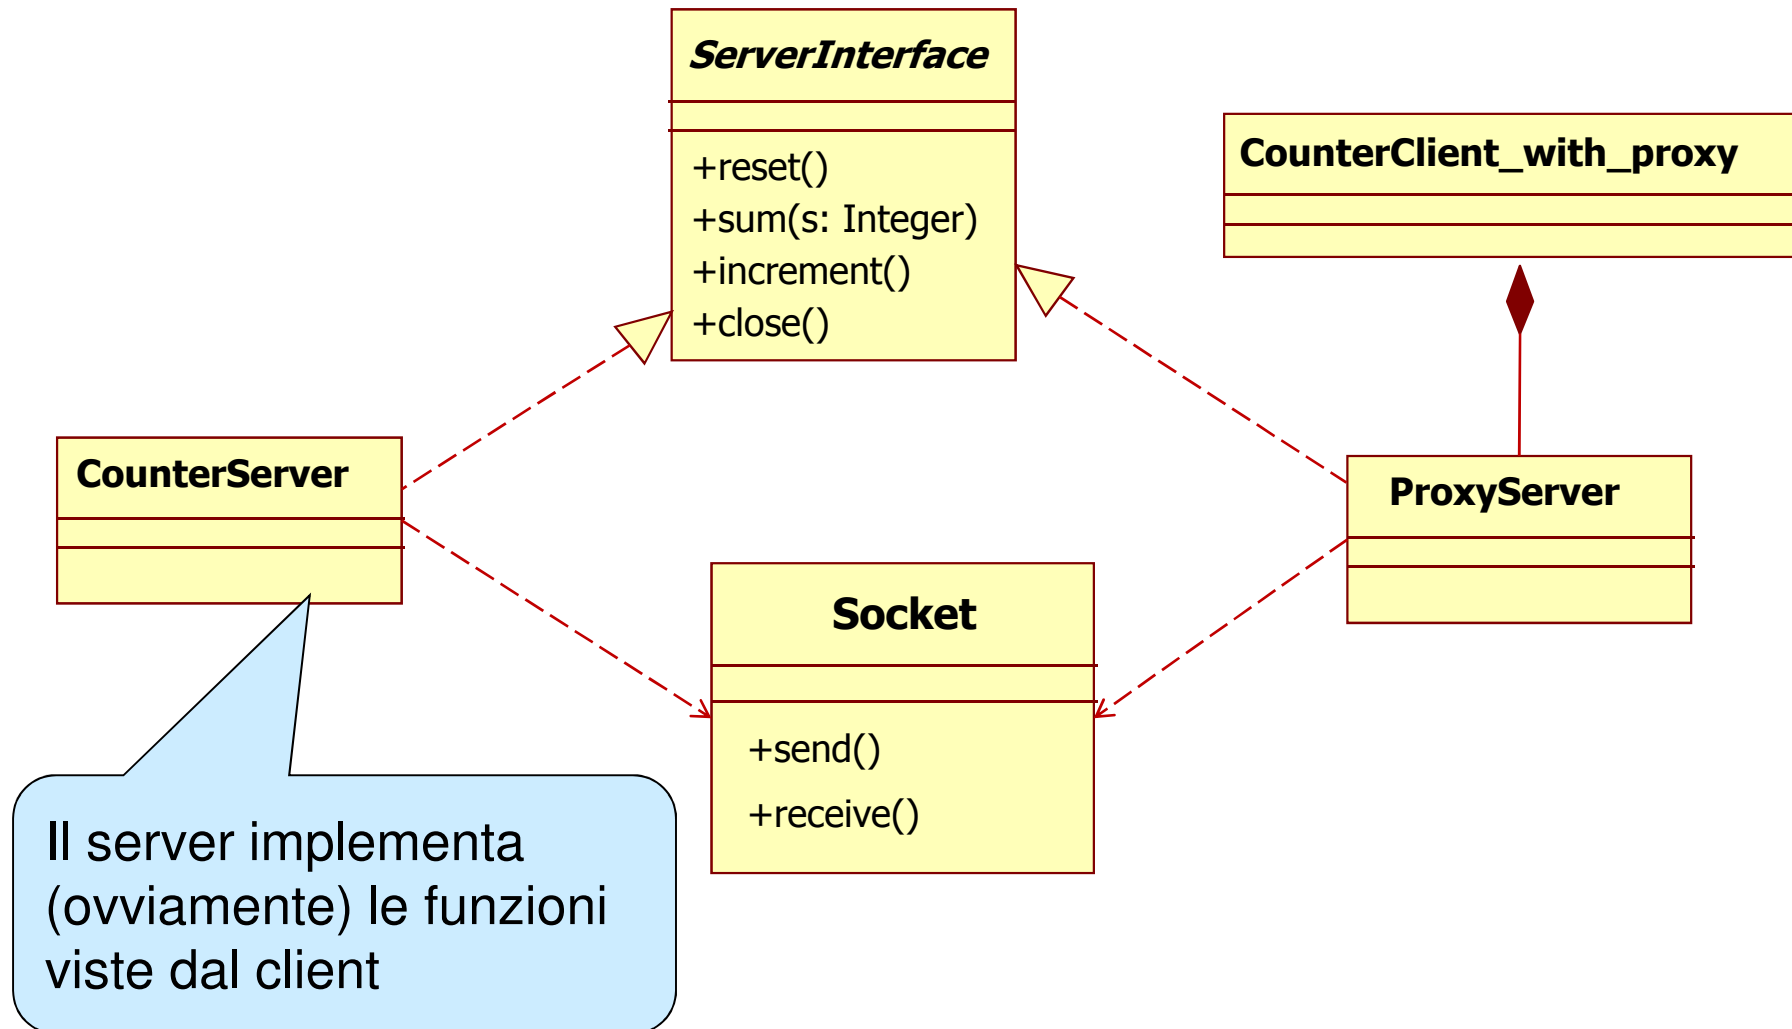 ServerInterface
+reset()
+sum(s: Integer)
+increment()
+close()
CounterClient_with_proxy
CounterServer
ProxyServer
Socket
+send()
+receive()
Il server implementa
(ovviamente) le funzioni
viste dal client